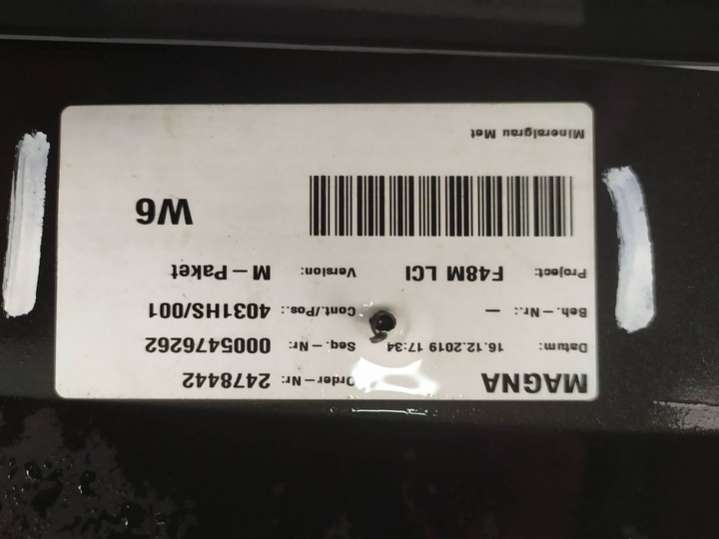 MAGNA Order-Nr: 2478442
Datum: 16.12.2019 17:34 Seq.-Nr: 0005476262
Beh.-Nr.: — Cont./Pos.: 4031HS/001
Project: F48M LCI Version: M-Paket
W6
Mineralgrau Met